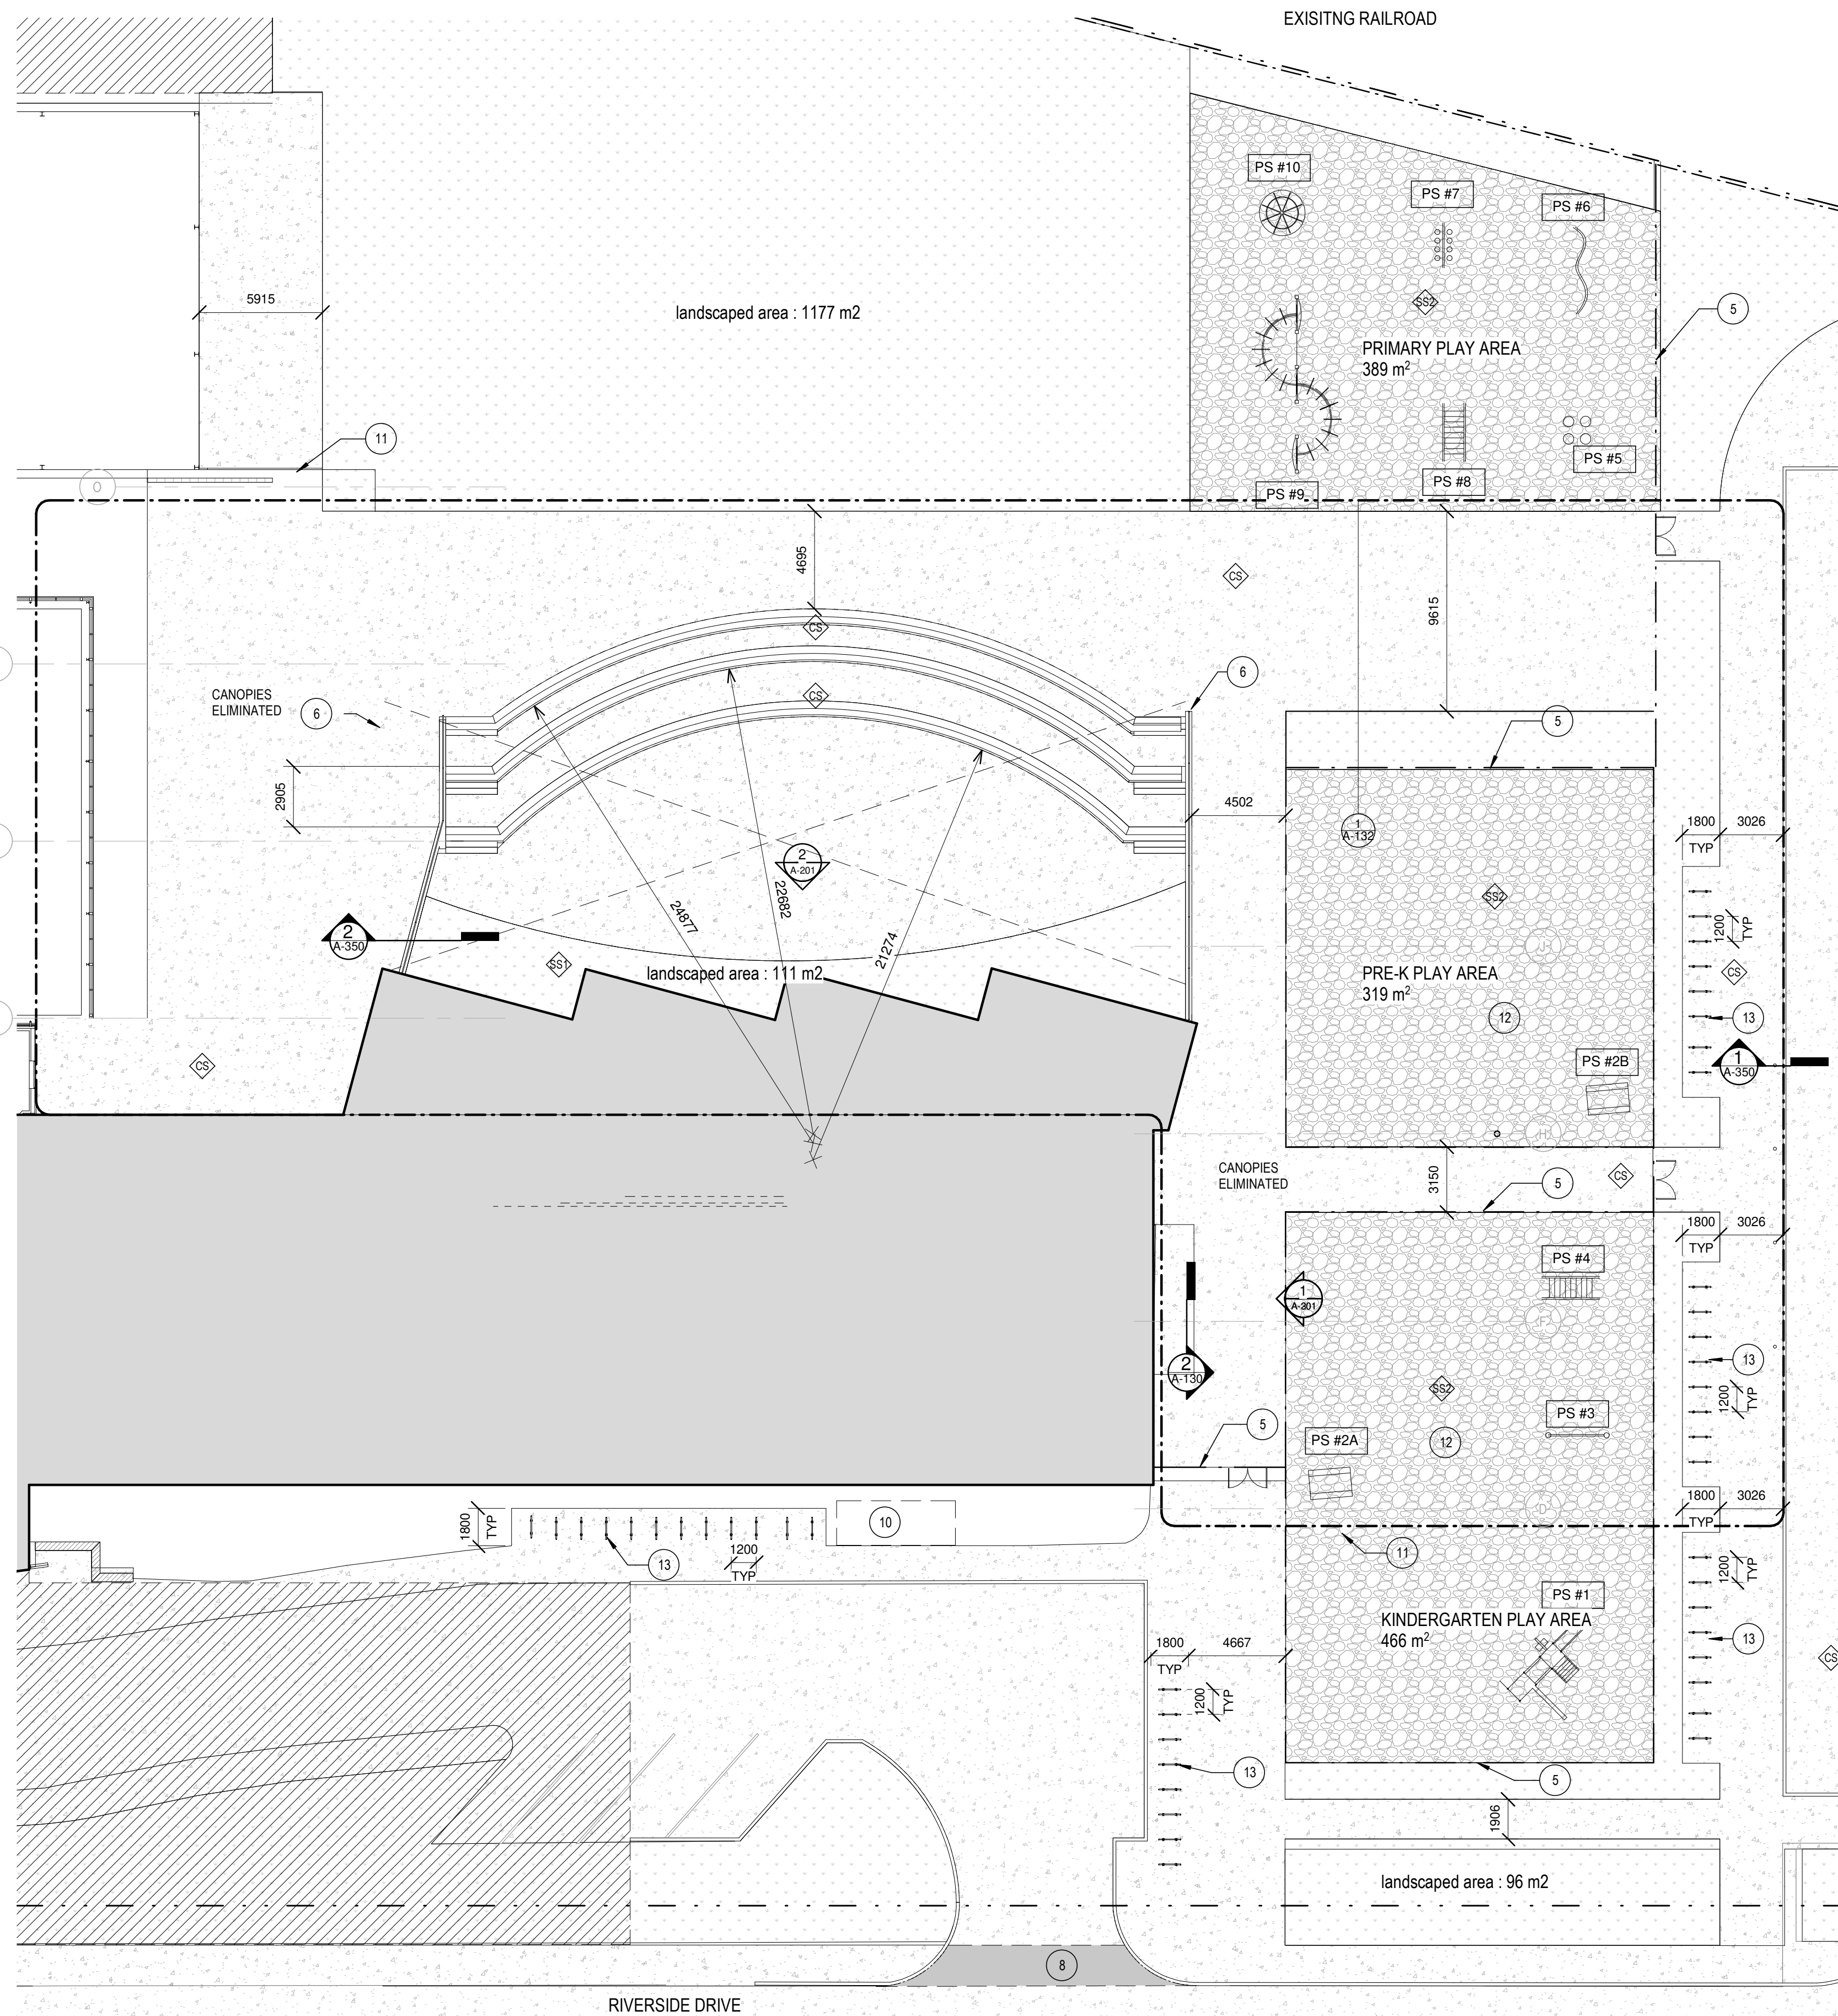 EXISITNG RAILROAD
PS #10
PS #7
PS #6
5915
landscaped area : 1177 m2
SS2
5
PRIMARY PLAY AREA
389 m²
11
PS #5
PS #8
PS #9
O
4695
CS
9615
CS
6
CS
CANOPIES
ELIMINATED
6
5
2905
4502
1
A-132
1800
TYP
3026
2
A-201
24877
22682
21274
SS2
1200
TYP
2
A-350
J
SS1
landscaped area : 111 m2
PRE-K PLAY AREA
319 m²
CS
12
13
CS
PS #2B
1
A-350
H
CANOPIES
ELIMINATED
3150
CS
5
1800
TYP
3026
PS #4
1
A-201
F
13
2
A-130
SS2
1200
TYP
PS #3
5
PS #2A
12
1800
TYP
3026
D
1800
TYP
10
13
1200
TYP
11
1200
TYP
PS #1
KINDERGARTEN PLAY AREA
466 m²
13
1800
TYP
4667
CS
1200
TYP
13
5
1906
landscaped area : 96 m2
8
RIVERSIDE DRIVE